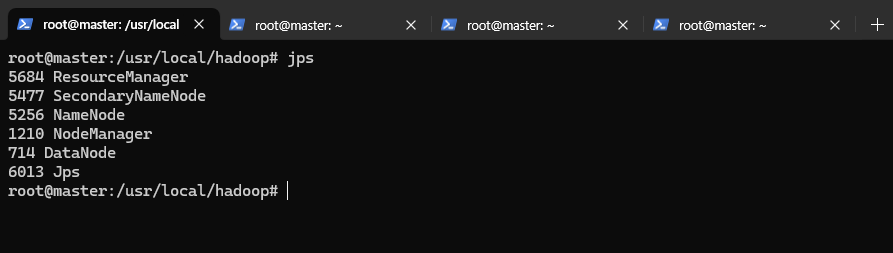 root@master: /usr/local
root@master: ~
root@master: ~
root@master: ~
root@master:/usr/local/hadoop# jps
5684 ResourceManager
5477 SecondaryNameNode
5256 NameNode
1210 NodeManager
714 DataNode
6013 Jps
root@master:/usr/local/hadoop#